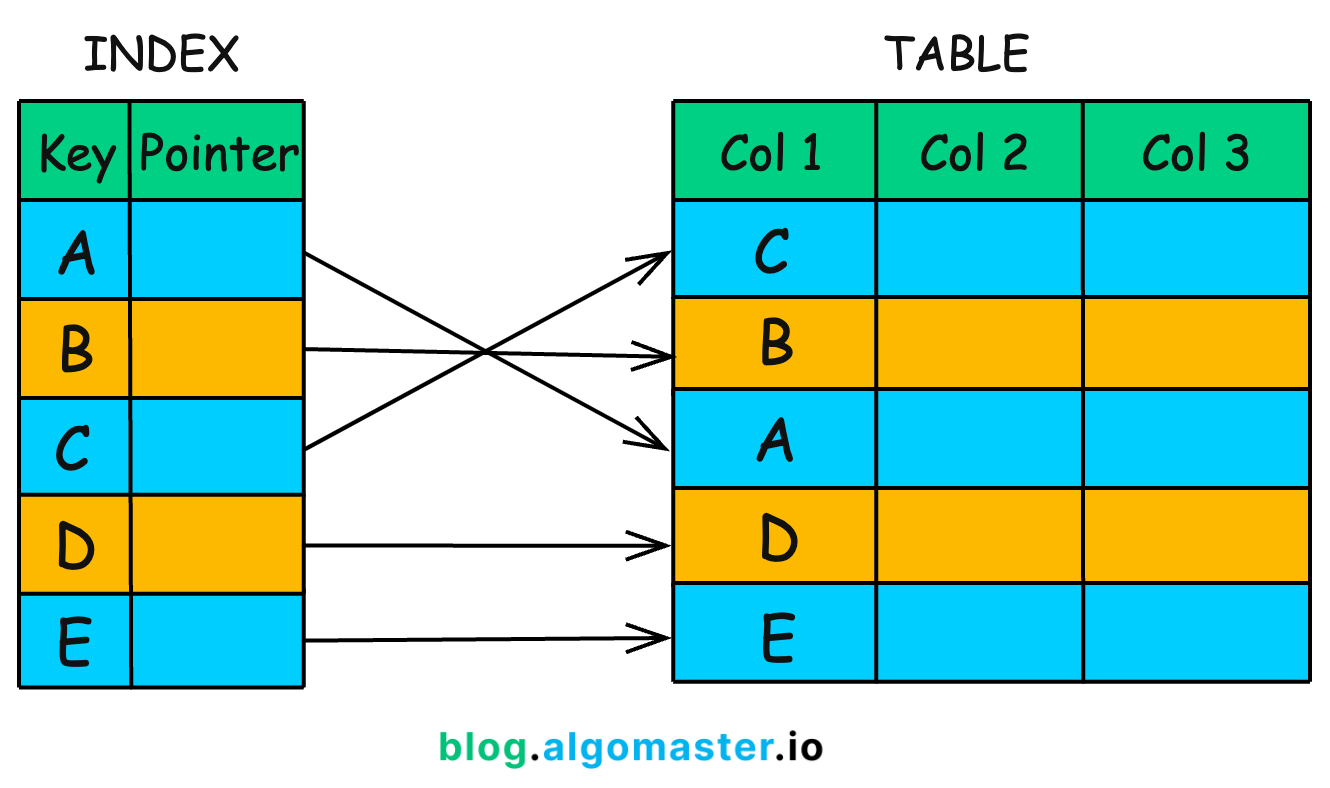 INDEX TABLE
Key Pointer Col 1 Col 2 Col 3
A C
B B
C A
D D
E E
blog.algomaster.io